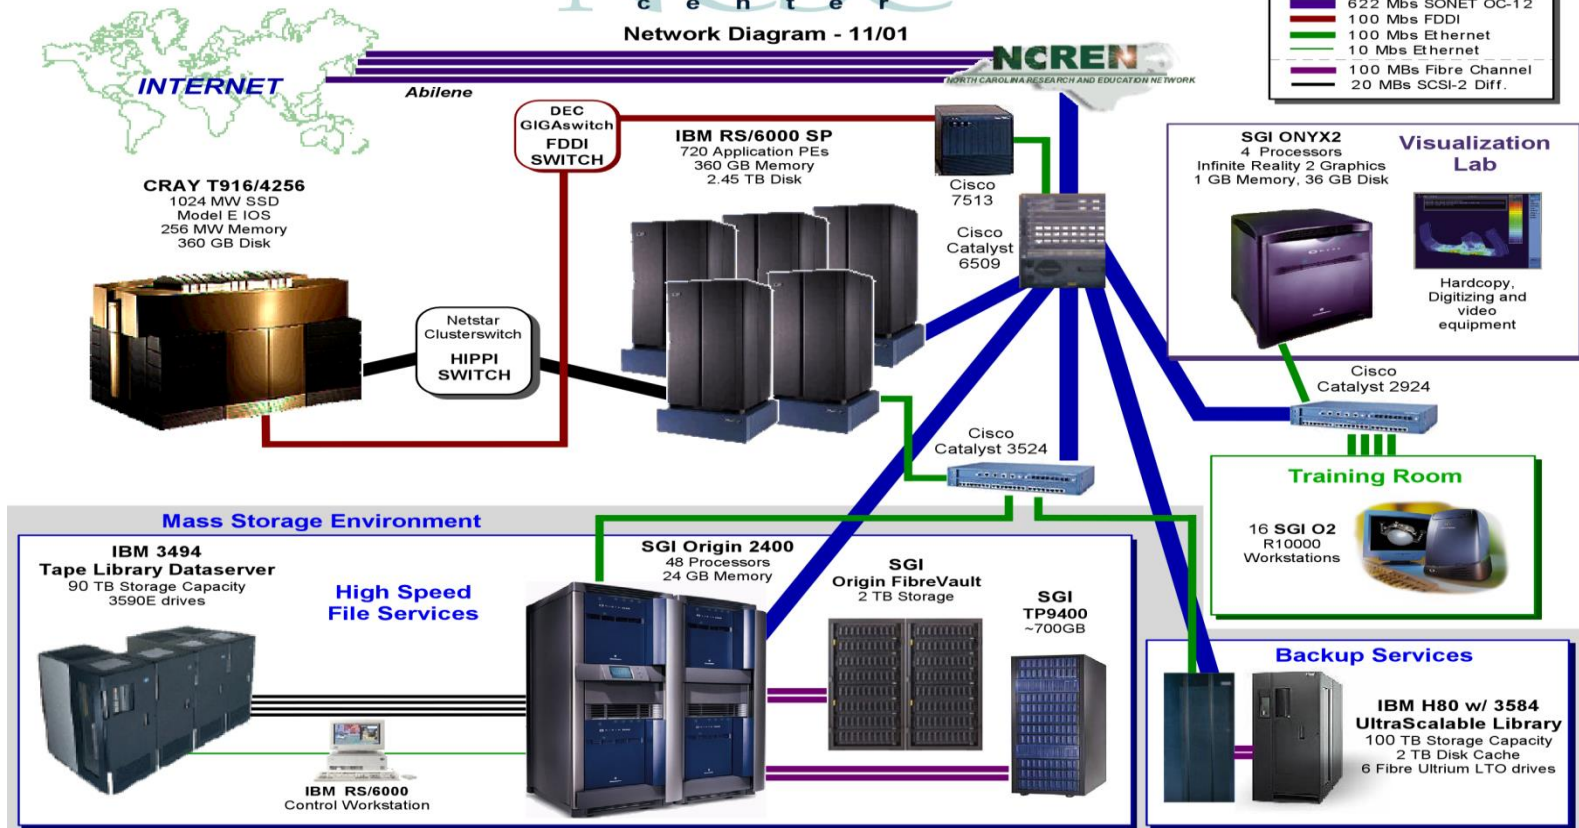 center
Network Diagram - 11/01
622 Mbs SONET OC-12
100 Mbs FDDI
100 Mbs Ethernet
10 Mbs Ethernet
100 MBs Fibre Channel
20 MBs SCSI-2 Diff.
INTERNET
Abilene
NCREN
NORTH CAROLINA RESEARCH AND EDUCATION NETWORK
DEC
GIGAswitch
FDDI
SWITCH
IBM RS/6000 SP
720 Application PEs
360 GB Memory
2.45 TB Disk
Cisco
7513
Cisco
Catalyst
6509
SGI ONYX2
4 Processors
Infinite Reality 2 Graphics
1 GB Memory, 36 GB Disk
Visualization
Lab
Hardcopy,
Digitizing and
video
equipment
CRAY T916/4256
1024 MW SSD
Model E IOS
256 MW Memory
360 GB Disk
Netstar
Clusterswitch
HIPPI
SWITCH
Cisco
Catalyst 2924
Cisco
Catalyst 3524
Training Room
16 SGI O2
R10000
Workstations
Mass Storage Environment
IBM 3494
Tape Library Dataserver
90 TB Storage Capacity
3590E drives
High Speed
File Services
SGI Origin 2400
48 Processors
24 GB Memory
SGI
Origin FibreVault
2 TB Storage
SGI
TP9400
~700GB
IBM RS/6000
Control Workstation
Backup Services
IBM H80 w/ 3584
UltraScalable Library
100 TB Storage Capacity
2 TB Disk Cache
6 Fibre Ultrium LTO drives